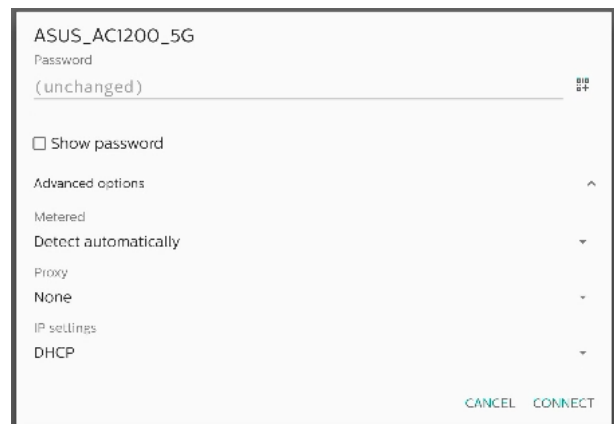 ASUS_AC1200_5G
Password
(unchanged)
Show password
Advanced options
Metered
Detect automatically
Proxy
None
IP settings
DHCP
CANCEL CONNECT